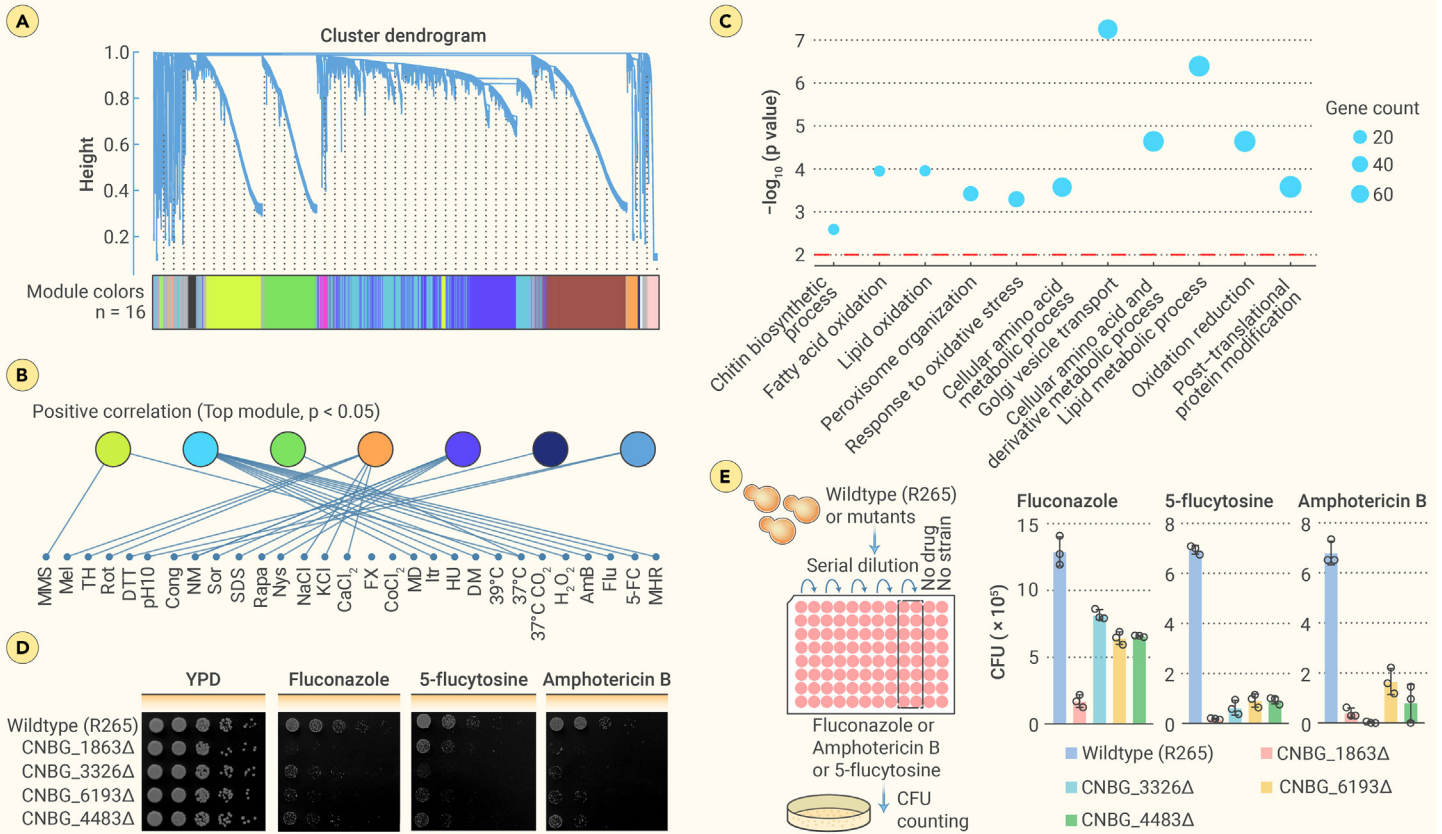 A
Cluster dendrogram
Height
1.0
0.8
0.6
0.4
0.2
Module colors
n = 16
B
Positive correlation (Top module, p < 0.05)
MMS
Mel
TH
Rot
DTT
pH10
Cong
NM
Sor
SDS
Rapa
Nys
NaCl
KCl
CaCl₂
FX
CoCl₂
MD
Itr
HU
DM
39°C
37°C
37°C CO₂
H₂O₂
AmB
Flu
5-FC
MHR
C
−log₁₀ (p value)
7
6
5
4
3
2
Chitin biosynthetic
process
Fatty acid oxidation
Lipid oxidation
Peroxisome organization
Response to oxidative stress
Cellular amino acid
metabolic process
Golgi vesicle transport
Cellular amino acid and
derivative metabolic process
Lipid metabolic process
Oxidation reduction
Post−translational
protein modification
Gene count
20
40
60
D
YPD
Fluconazole
5-flucytosine
Amphotericin B
Wildtype (R265)
CNBG_1863Δ
CNBG_3326Δ
CNBG_6193Δ
CNBG_4483Δ
E
Wildtype (R265)
or mutants
Serial dilution
No drug
No strain
Fluconazole or
Amphotericin B
or 5-flucytosine
CFU
counting
CFU (× 10⁵)
Fluconazole
15
10
5
0
5-flucytosine
8
6
4
2
0
Amphotericin B
8
6
4
2
0
Wildtype (R265)
CNBG_1863Δ
CNBG_3326Δ
CNBG_6193Δ
CNBG_4483Δ